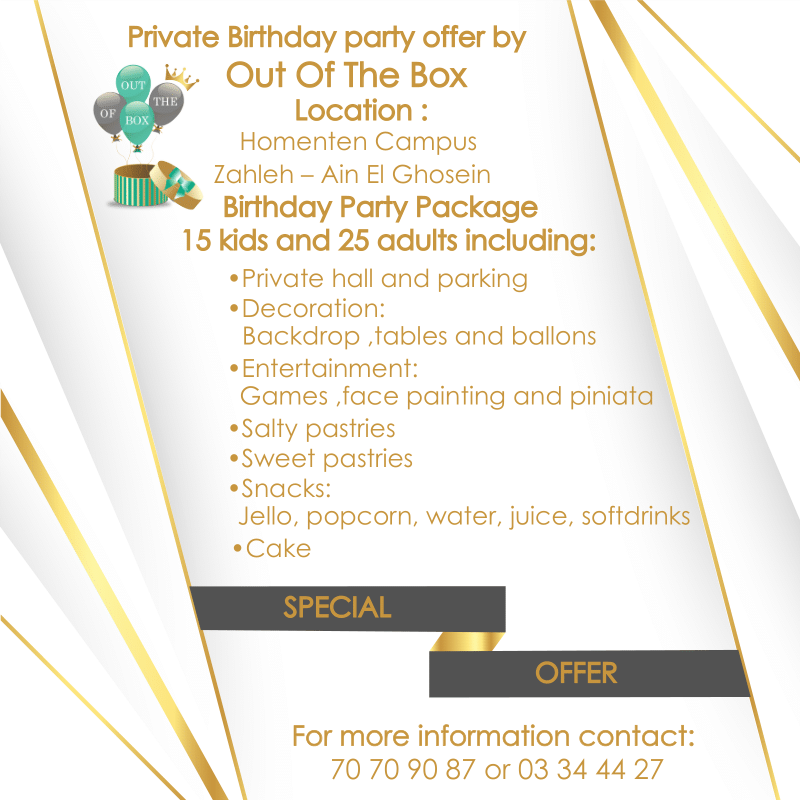 Private Birthday party offer by
Out Of The Box
OUT
OF
THE
BOX
Location :
Homenten Campus
Zahleh – Ain El Ghosein
Birthday Party Package
15 kids and 25 adults including:
•Private hall and parking
•Decoration:
Backdrop ,tables and ballons
•Entertainment:
Games ,face painting and piniata
•Salty pastries
•Sweet pastries
•Snacks:
Jello, popcorn, water, juice, softdrinks
•Cake
SPECIAL
OFFER
For more information contact:
70 70 90 87 or 03 34 44 27